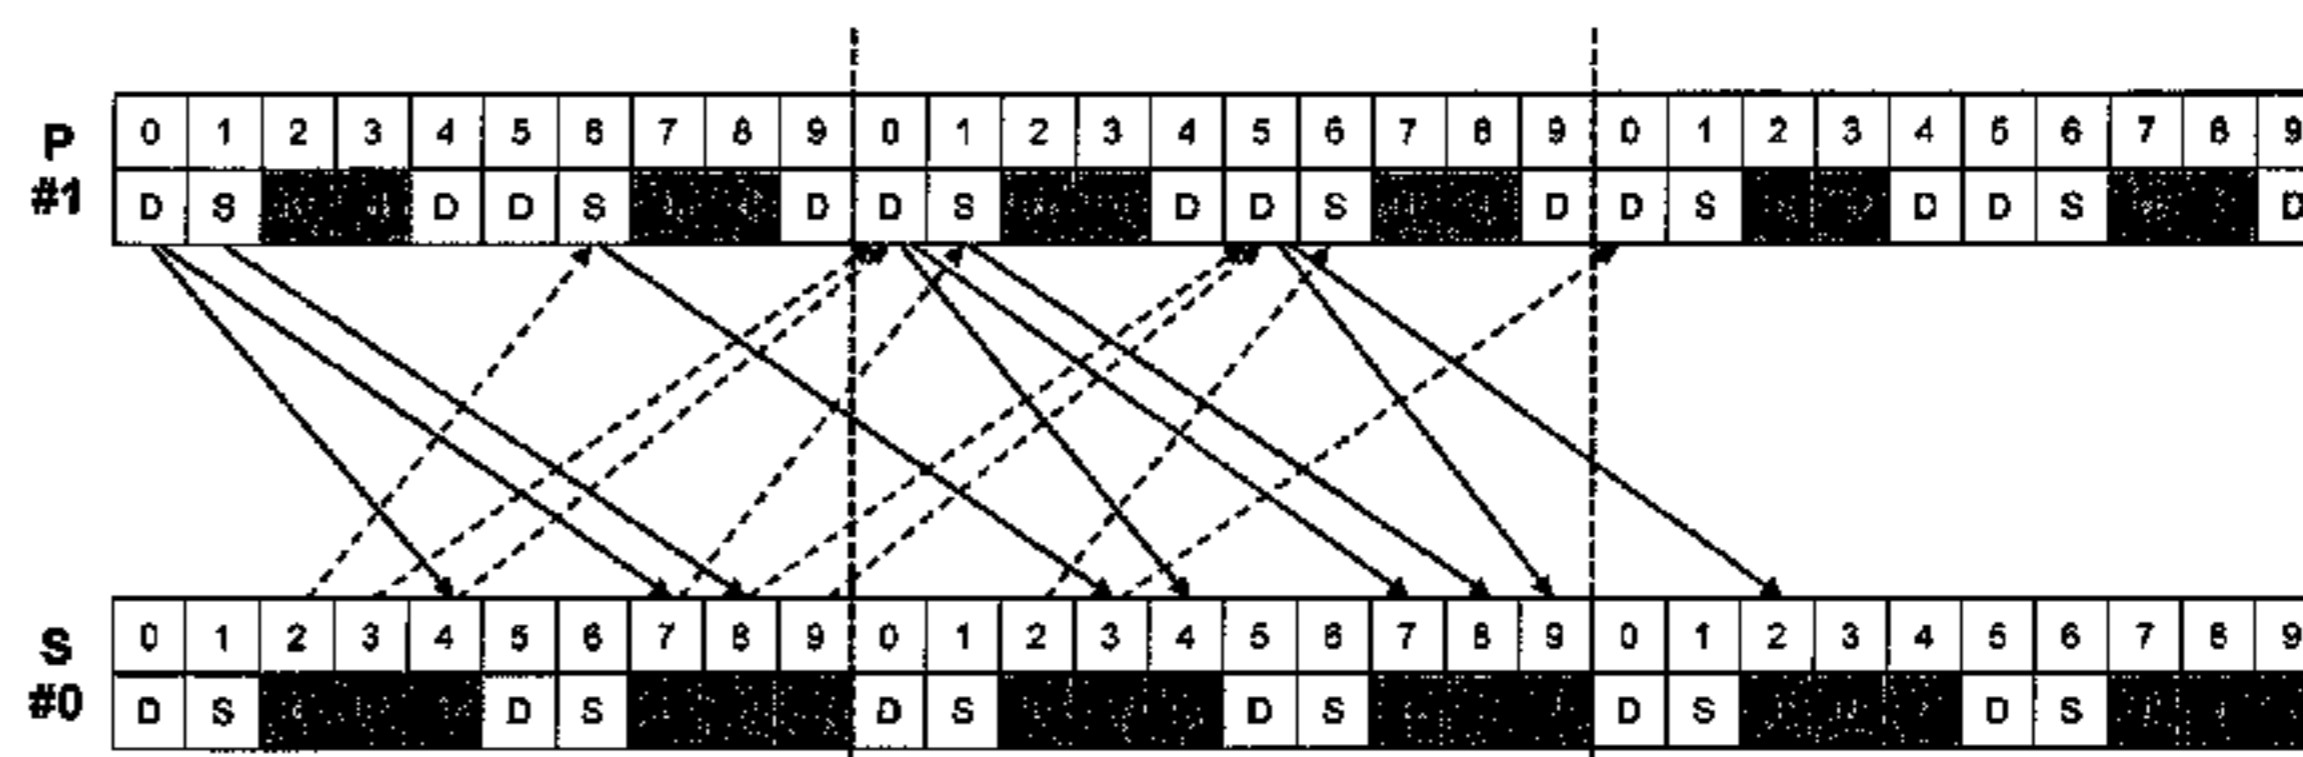 P 0 1 2 3 4 5 6 7 8 9 0 1 2 3 4 5 6 7 8 9 0 1 2 3 4 5 6 7 8 9
#1 D S D D S D D S D D S D D S D D S D
S 0 1 2 3 4 5 6 7 8 9 0 1 2 3 4 5 6 7 8 9 0 1 2 3 4 5 6 7 8 9
#0 D S D S D S D S D S D S